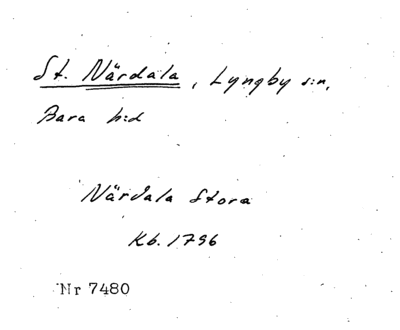 St. Närdala, Lyngby s:n,
Bara h:d
Närdala Stora
Kb. 1796
Nr 7480